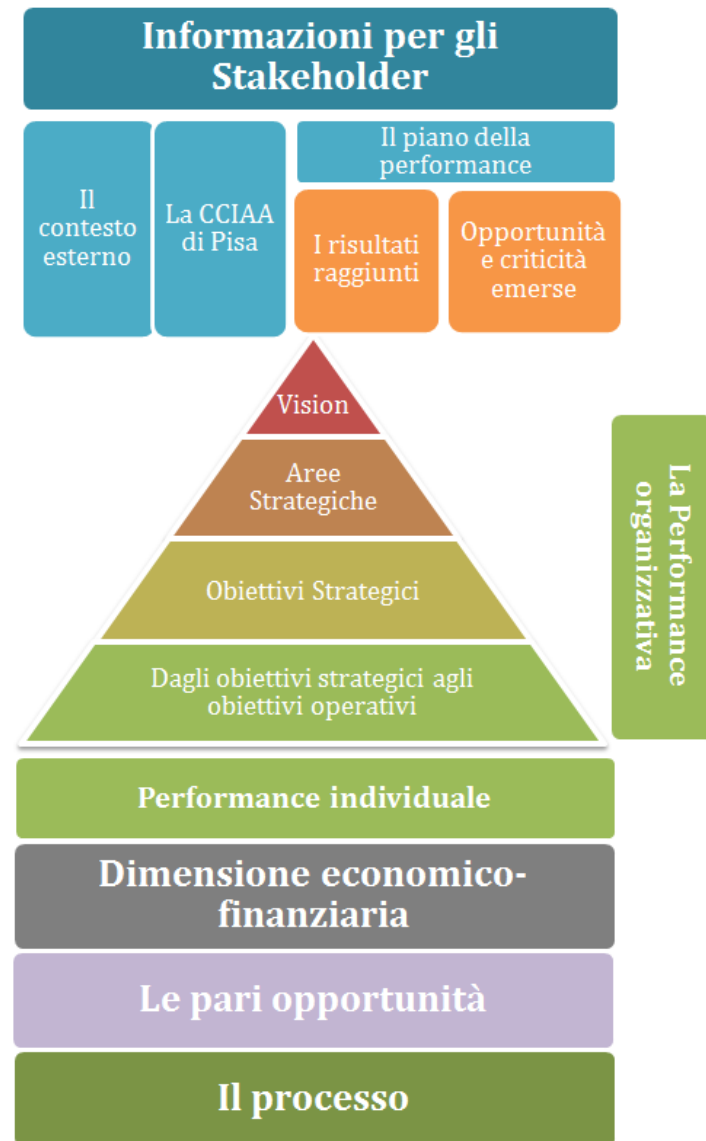 Informazioni per gli
Stakeholder
Il
contesto
esterno
La CCIAA
di Pisa
Il piano della
performance
I risultati
raggiunti
Opportunità
e criticità
emerse
Vision
Aree
Strategiche
Obiettivi Strategici
Dagli obiettivi strategici agli
obiettivi operativi
La Performance
organizzativa
Performance individuale
Dimensione economico-
finanziaria
Le pari opportunità
Il processo